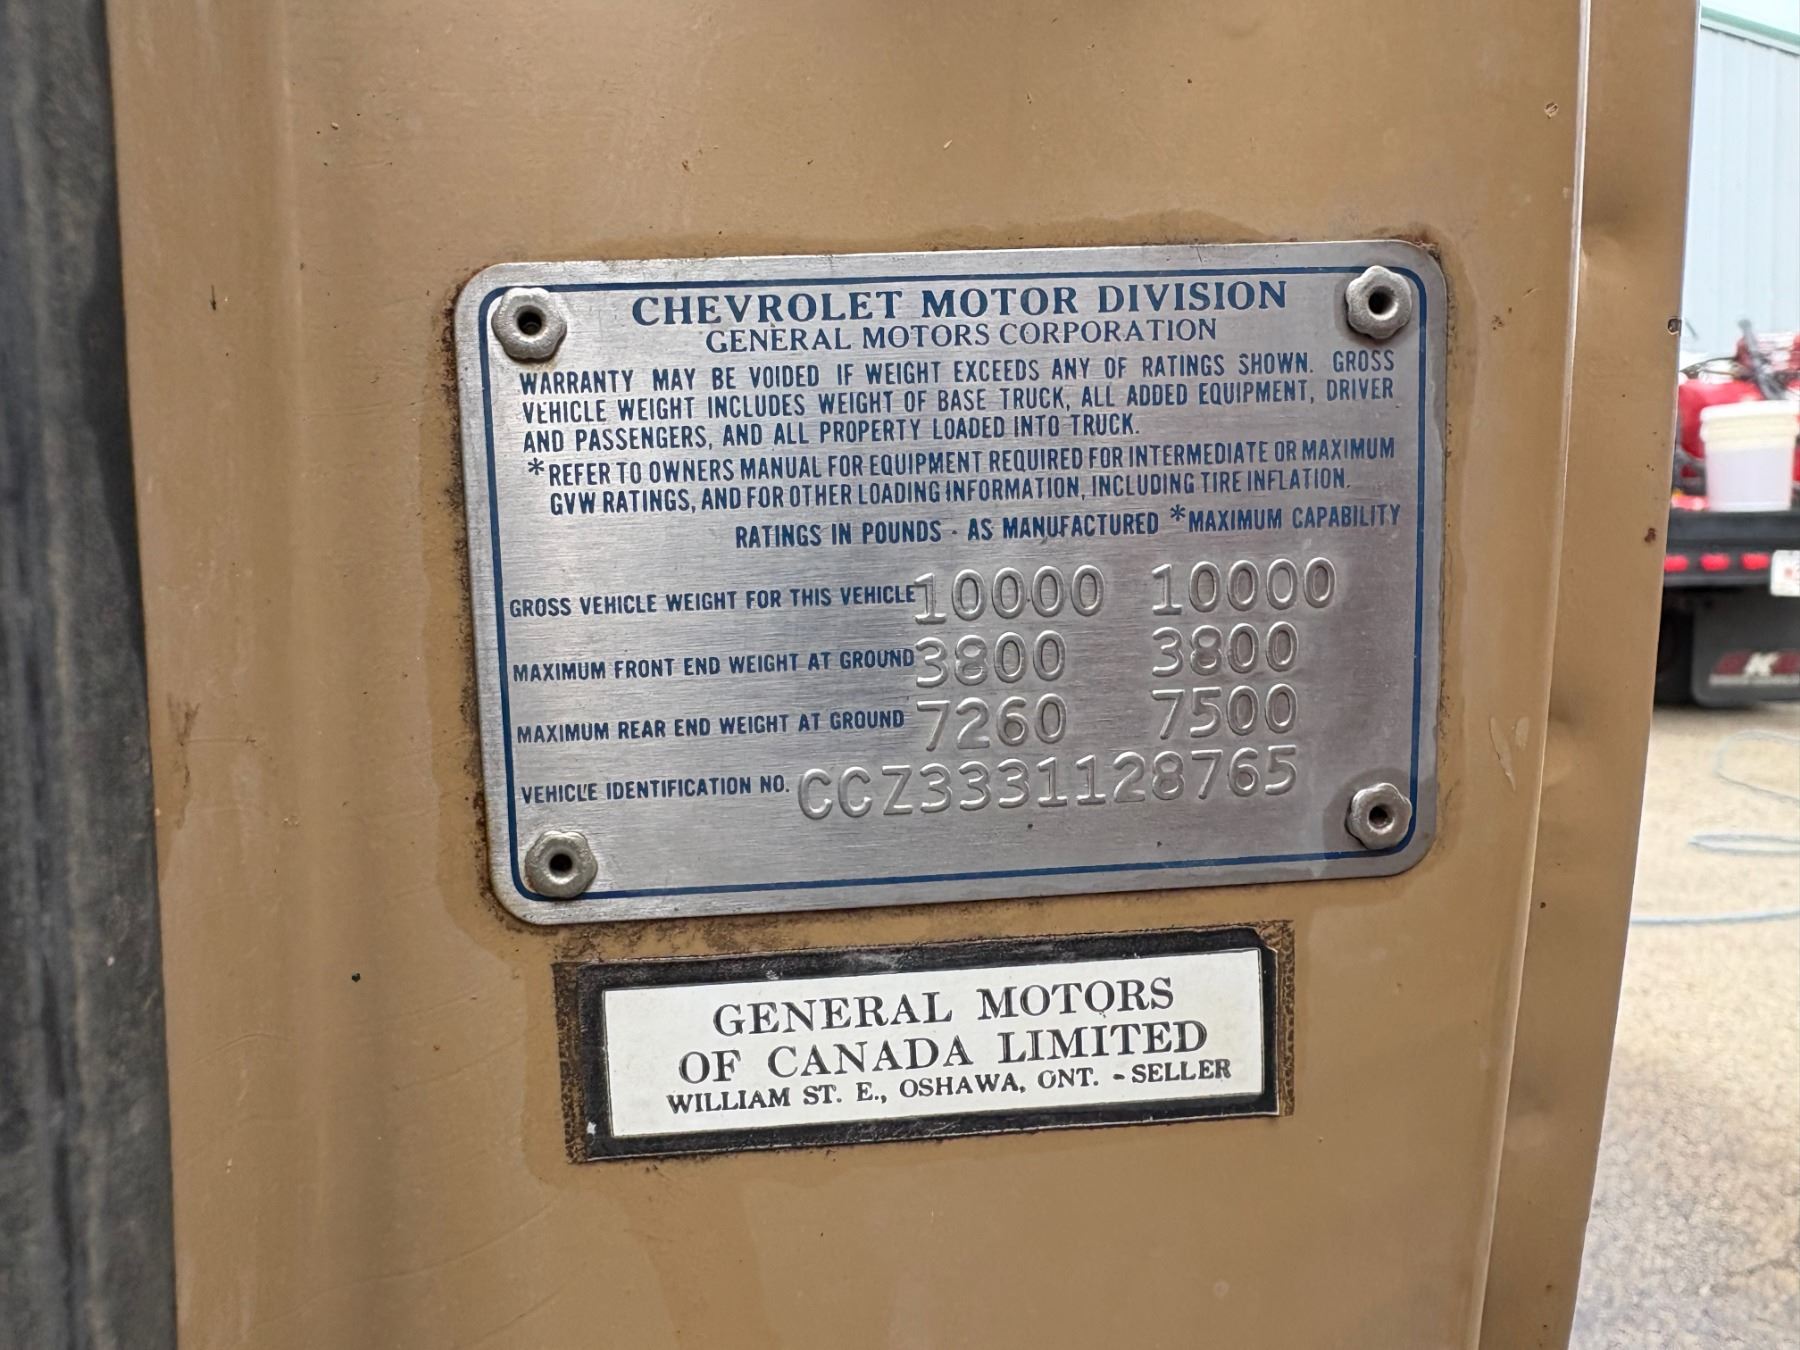 CHEVROLET MOTOR DIVISION
GENERAL MOTORS CORPORATION
WARRANTY MAY BE VOIDED IF WEIGHT EXCEEDS ANY OF RATINGS SHOWN. GROSS
VEHICLE WEIGHT INCLUDES WEIGHT OF BASE TRUCK, ALL ADDED EQUIPMENT, DRIVER
AND PASSENGERS, AND ALL PROPERTY LOADED INTO TRUCK.
*REFER TO OWNERS MANUAL FOR EQUIPMENT REQUIRED FOR INTERMEDIATE OR MAXIMUM
GVW RATINGS, AND FOR OTHER LOADING INFORMATION, INCLUDING TIRE INFLATION.
RATINGS IN POUNDS - AS MANUFACTURED *MAXIMUM CAPABILITY
GROSS VEHICLE WEIGHT FOR THIS VEHICLE 10000 10000
MAXIMUM FRONT END WEIGHT AT GROUND 3800 3800
MAXIMUM REAR END WEIGHT AT GROUND 7260 7500
VEHICLE IDENTIFICATION NO. CCZ3331128765
GENERAL MOTORS
OF CANADA LIMITED
WILLIAM ST. E., OSHAWA, ONT. - SELLER